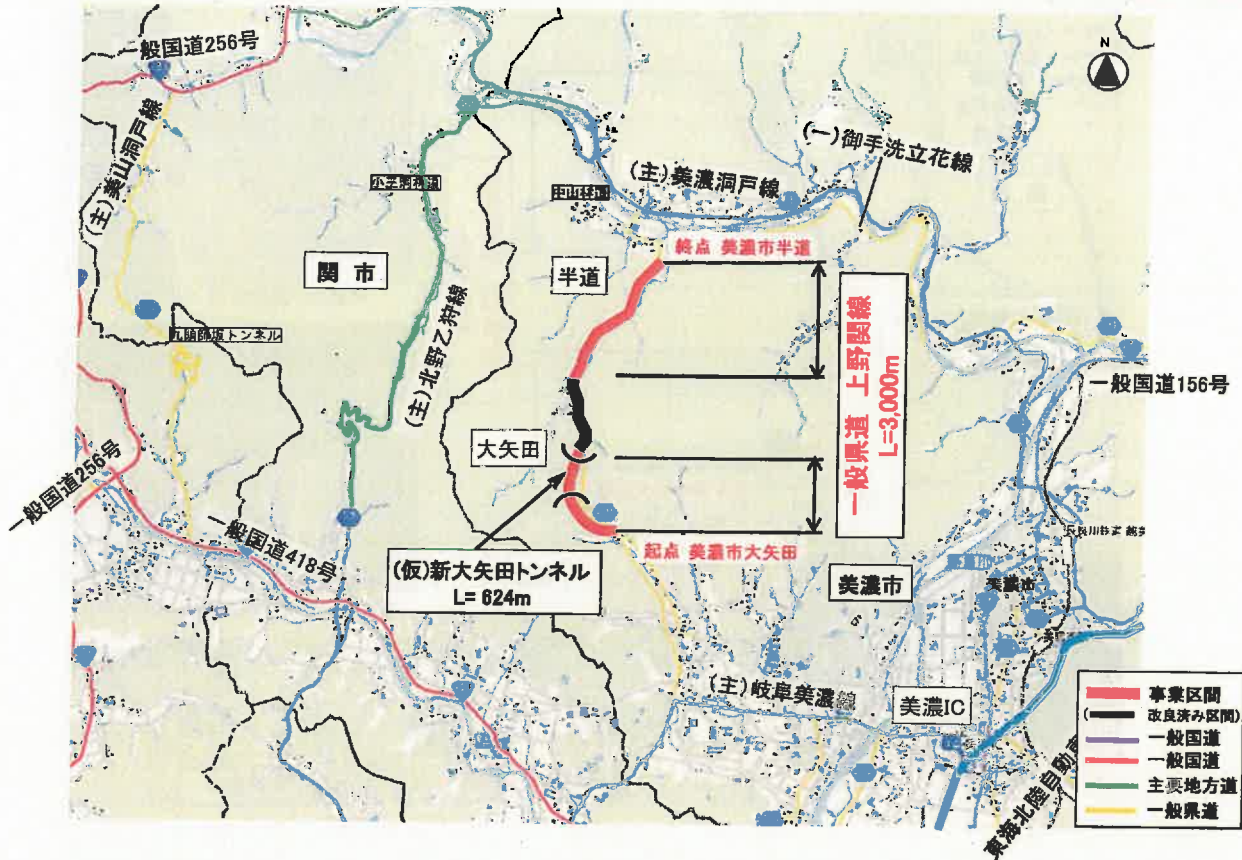 一般国道256号
N
(主)美山洞戸線
(一)御手洗立花線
(主)美濃洞戸線
終点 美濃市半道
関 市
半道
(主)北野乙狩線
一般県道 上野関線
L=3,000m
一般国道156号
大矢田
一般国道256号
一般国道418号
(仮)新大矢田トンネル
L= 624m
起点 美濃市大矢田
美濃市
美濃市
(主)岐阜美濃線
美濃IC
事業区間
(改良済み区間)
一般国道
一般国道
主要地方道
一般県道